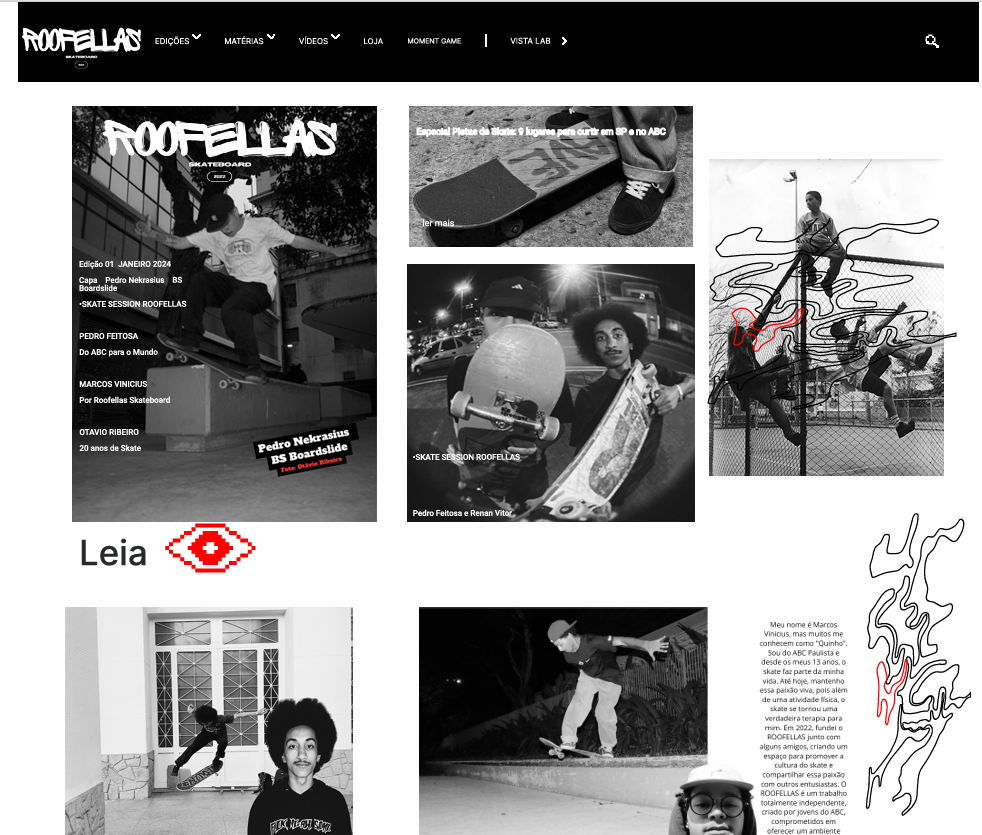 ROOFELLAS
SKATEBOARD
EDIÇÕES
MATÉRIAS
VÍDEOS
LOJA
MOMENT GAME
VISTA LAB
ROOFELLAS
SKATEBOARD
2022
Edição 01 JANEIRO 2024
Capa Pedro Nekrasius BS
Boardslide
•SKATE SESSION ROOFELLAS
PEDRO FEITOSA
Do ABC para o Mundo
MARCOS VINICIUS
Por Roofellas Skateboard
OTAVIO RIBEIRO
20 anos de Skate
Pedro Nekrasius
BS Boardslide
Foto: Otávio Ribeiro
Especial Pistas de Skate: 9 lugares para curtir em SP e no ABC
ler mais
•SKATE SESSION ROOFELLAS
Pedro Feitosa e Renan Vitor
Leia
Meu nome é Marcos
Vinicius, mas muitos me
conhecem como "Quinho".
Sou do ABC Paulista e
desde os meus 13 anos, o
skate faz parte da minha
vida. Até hoje, mantenho
essa paixão viva, pois além
de uma atividade física, o
skate se tornou uma
verdadeira terapia para
mim. Em 2022, fundei o
ROOFELLAS junto com
alguns amigos, criando um
espaço para promover a
cultura do skate e
compartilhar essa paixão
com outros entusiastas. O
ROOFELLAS é um trabalho
totalmente independente,
criado por jovens do ABC,
comprometidos em
oferecer um ambiente